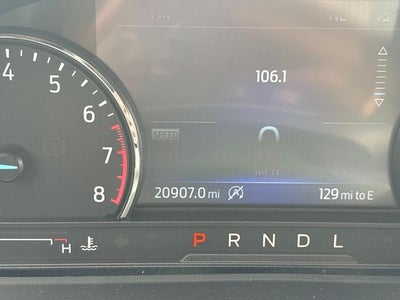 106.1
4
5
6
7
8
SPEED
0
MPH
20907.0 mi
129 mi to E
H
P R N D L